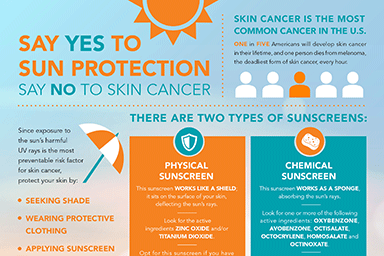 SAY YES TO
SUN PROTECTION
SAY NO TO SKIN CANCER
SKIN CANCER IS THE MOST
COMMON CANCER IN THE U.S.
ONE in FIVE Americans will develop skin cancer
in their lifetime, and one person dies from melanoma,
the deadliest form of skin cancer, every hour.
THERE ARE TWO TYPES OF SUNSCREENS:
Since exposure to
the sun's harmful
UV rays is the most
preventable risk factor
for skin cancer,
protect your skin by:
• SEEKING SHADE
• WEARING PROTECTIVE
CLOTHING
• APPLYING SUNSCREEN
PHYSICAL
SUNSCREEN
This sunscreen WORKS LIKE A SHIELD;
it sits on the surface of your skin,
deflecting the sun's rays.
Look for the active
ingredients ZINC OXIDE and/or
TITANIUM DIOXIDE.
Opt for this sunscreen if you have
CHEMICAL
SUNSCREEN
This sunscreen WORKS AS A SPONGE,
absorbing the sun's rays.
Look for one or more of the following
active ingredients: OXYBENZONE,
AVOBENZONE, OCTISALATE,
OCTOCRYLENE, HOMOSALATE and
OCTINOXATE.